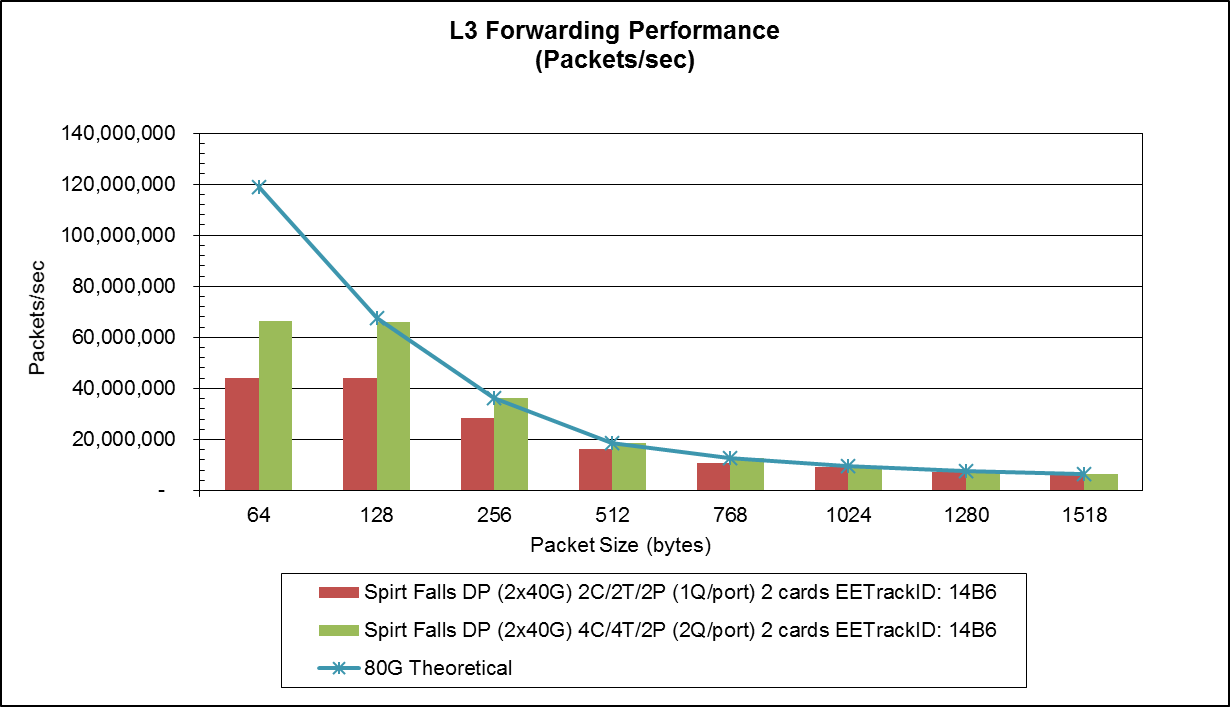 L3 Forwarding Performance
(Packets/sec)
140,000,000
120,000,000
100,000,000
80,000,000
60,000,000
40,000,000
20,000,000
-
Packets/sec
64 128 256 512 768 1024 1280 1518
Packet Size (bytes)
Spirt Falls DP (2x40G) 2C/2T/2P (1Q/port) 2 cards EETrackID: 14B6
Spirt Falls DP (2x40G) 4C/4T/2P (2Q/port) 2 cards EETrackID: 14B6
80G Theoretical